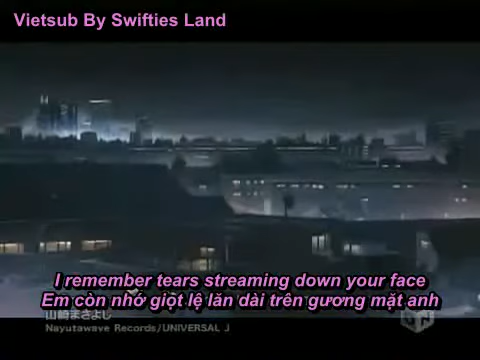 Vietsub By Swifties Land
I remember tears streaming down your face
Em còn nhớ giọt lệ lăn dài trên gương mặt anh
山崎まさよし
Nayutawave Records/UNIVERSAL J